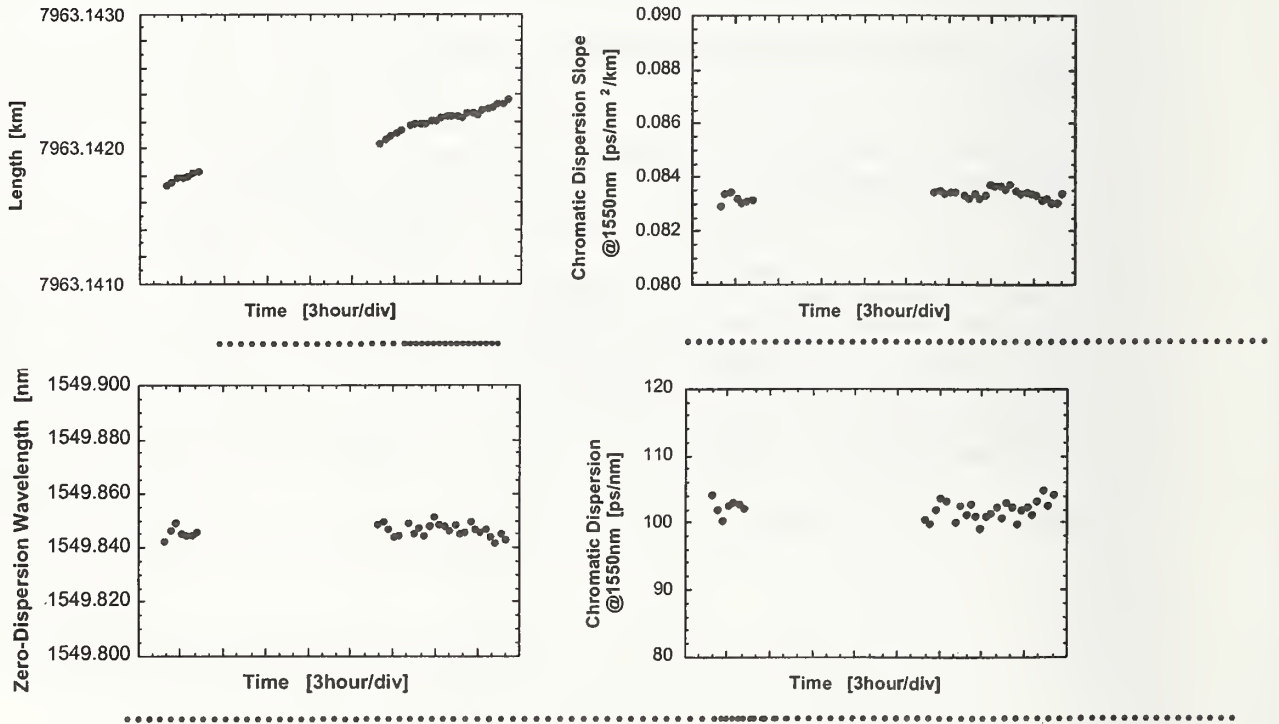 7963.1430
7963.1420
7963.1410
Length [km]
Time [3hour/div]
0.090
0.088
0.086
0.084
0.082
0.080
Chromatic Dispersion Slope
@1550nm [ps/nm²/km]
Time [3hour/div]
1549.900
1549.880
1549.860
1549.840
1549.820
1549.800
Zero-Dispersion Wavelength [nm]
Time [3hour/div]
120
110
100
90
80
Chromatic Dispersion
@1550nm [ps/nm]
Time [3hour/div]